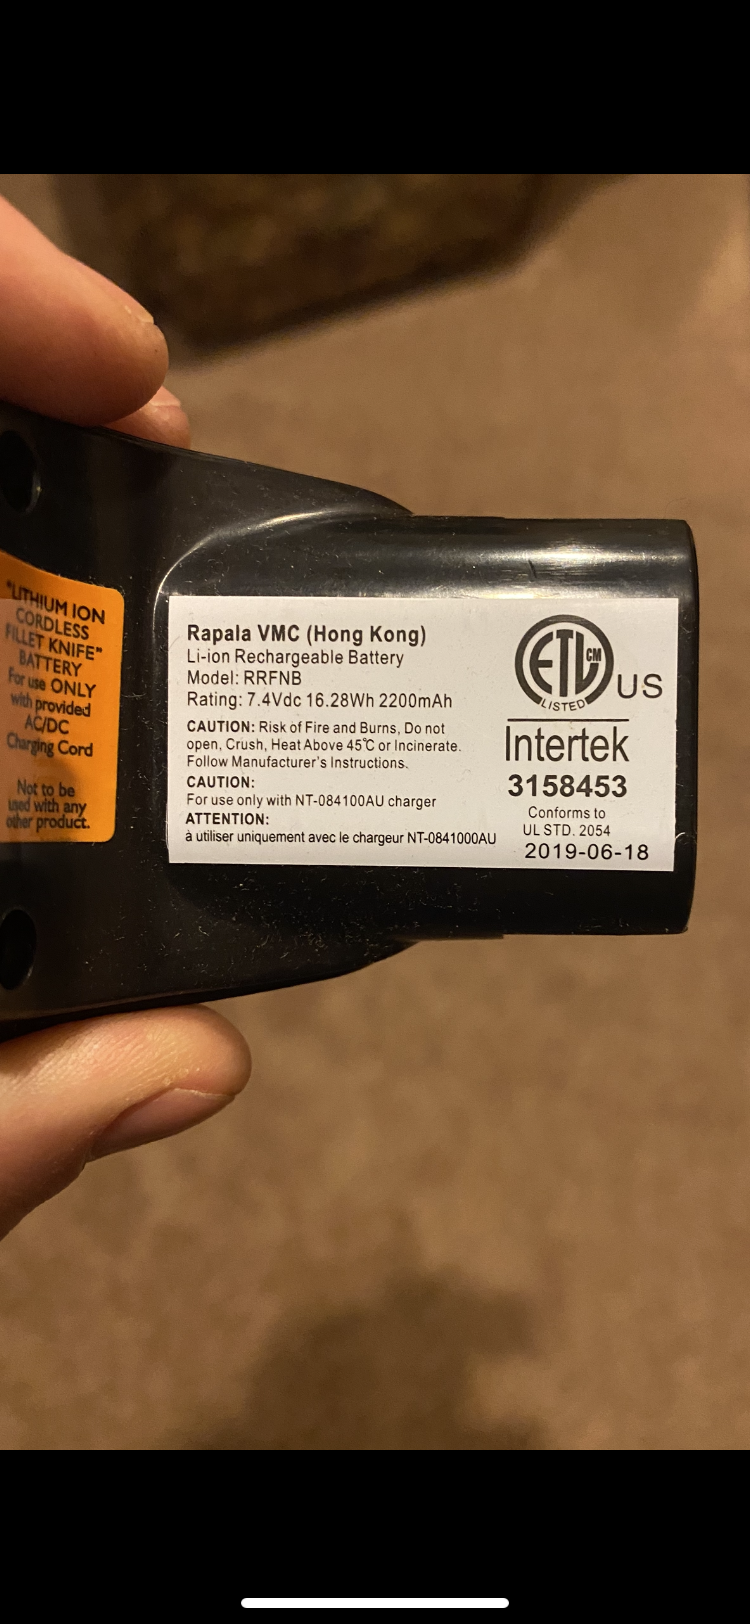 "LITHIUM ION
CORDLESS
FILLET KNIFE"
BATTERY
For use ONLY
with provided
AC/DC
Charging Cord
Not to be
used with any
other product.
Rapala VMC (Hong Kong)
Li-ion Rechargeable Battery
Model: RRFNB
Rating: 7.4Vdc 16.28Wh 2200mAh
CAUTION: Risk of Fire and Burns, Do not
open, Crush, Heat Above 45℃ or Incinerate.
Follow Manufacturer's Instructions.
CAUTION:
For use only with NT-084100AU charger
ATTENTION:
à utiliser uniquement avec le chargeur NT-0841000AU
ETL CM
LISTED
US
Intertek
3158453
Conforms to
UL STD. 2054
2019-06-18